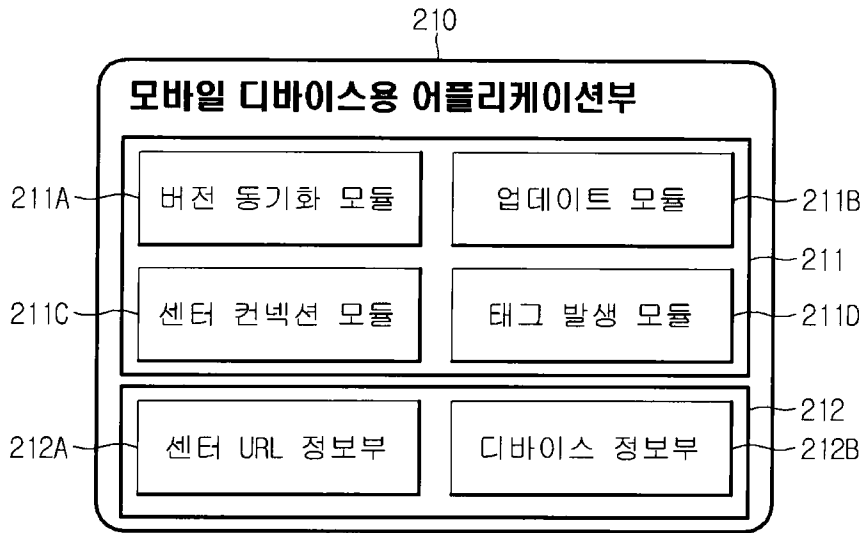 210
모바일 디바이스용 어플리케이션부
211A 버전 동기화 모듈 업데이트 모듈 211B
211
211C 센터 컨넥션 모듈 태그 발생 모듈 211D
212
212A 센터 URL 정보부 디바이스 정보부 212B